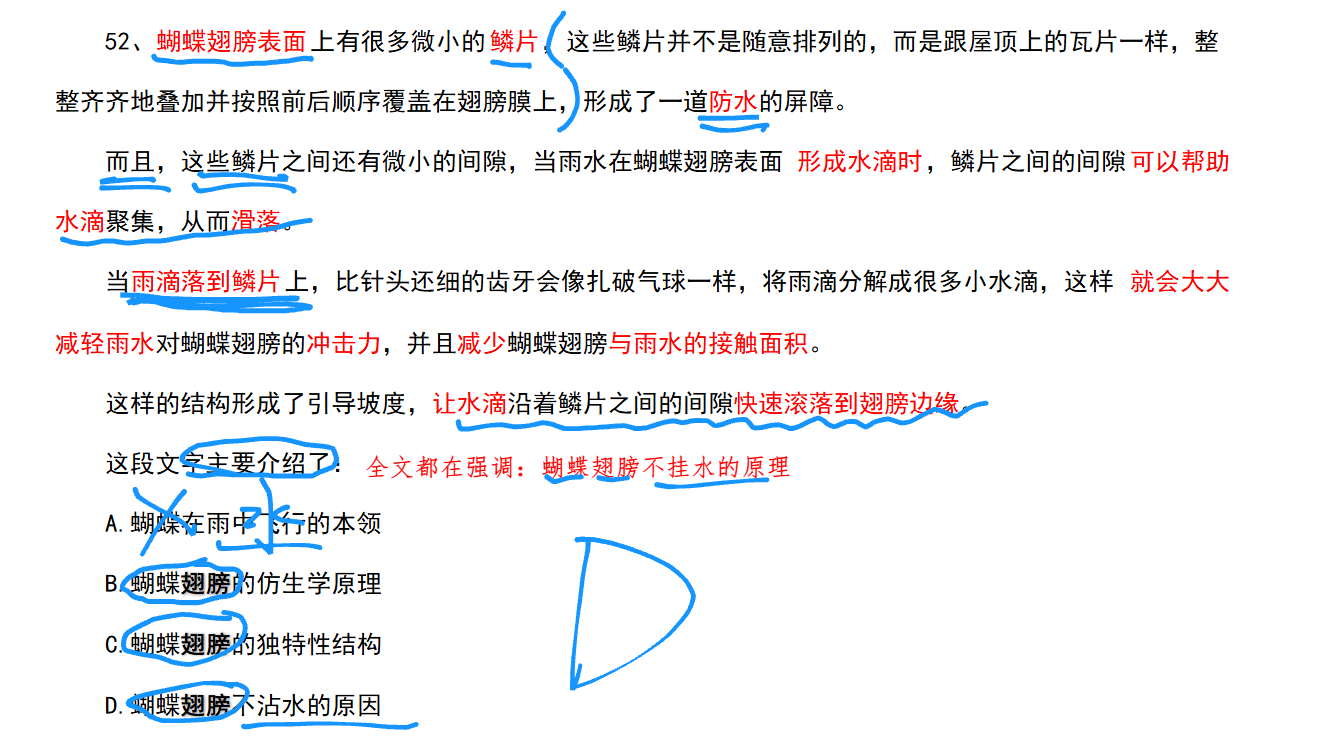 52、蝴蝶翅膀表面上有很多微小的鳞片，这些鳞片并不是随意排列的，而是跟屋顶上的瓦片一样，整
整齐齐地叠加并按照前后顺序覆盖在翅膀膜上，形成了一道防水的屏障。
而且，这些鳞片之间还有微小的间隙，当雨水在蝴蝶翅膀表面 形成水滴时，鳞片之间的间隙可以帮助
水滴聚集，从而滑落。
当雨滴落到鳞片上，比针头还细的齿牙会像扎破气球一样，将雨滴分解成很多小水滴，这样 就会大大
减轻雨水对蝴蝶翅膀的冲击力，并且减少蝴蝶翅膀与雨水的接触面积。
这样的结构形成了引导坡度，让水滴沿着鳞片之间的间隙快速滚落到翅膀边缘。
这段文字主要介绍了： 全文都在强调：蝴蝶翅膀不挂水的原理
水
A.蝴蝶在雨中飞行的本领
B.蝴蝶翅膀的仿生学原理
C.蝴蝶翅膀的独特性结构
D.蝴蝶翅膀不沾水的原因
D